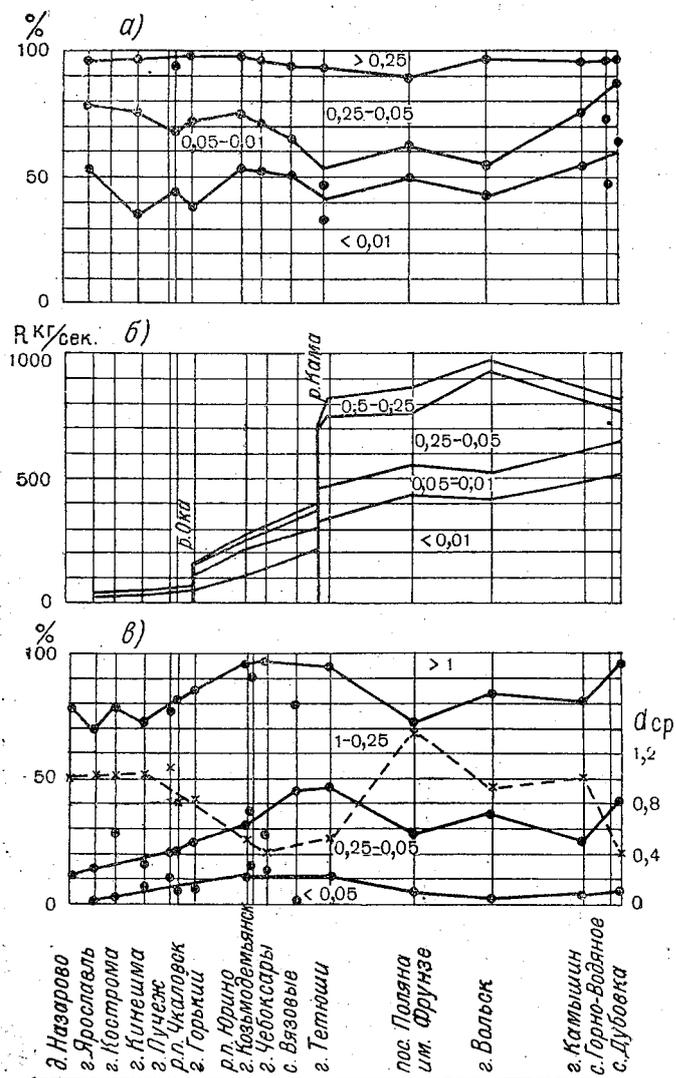 %
а)
100
> 0,25
0,25-0,05
0,05-0,01
50
< 0,01
0
R кг/сек.
б)
1000
р.Кама
0,5-0,25
0,25-0,05
500
0,05-0,01
р.Ока
< 0,01
0
%
в)
100
> 1
d ср
1-0,25
1,2
50
0,8
0,25-0,05
0,4
< 0,05
0
0
д. Назарово
г. Ярославль
г. Кострома
г. Кинешма
г. Пучеж
р.п. Чкаловск
г. Горький
р.п. Юрино
г. Козьмодемьянск
г. Чебоксары
с. Вязовые
г. Тетюши
пос. Поляна
им. Фрунзе
г. Вольск
г. Камышин
с. Горно-Водяное
с. Дубовка